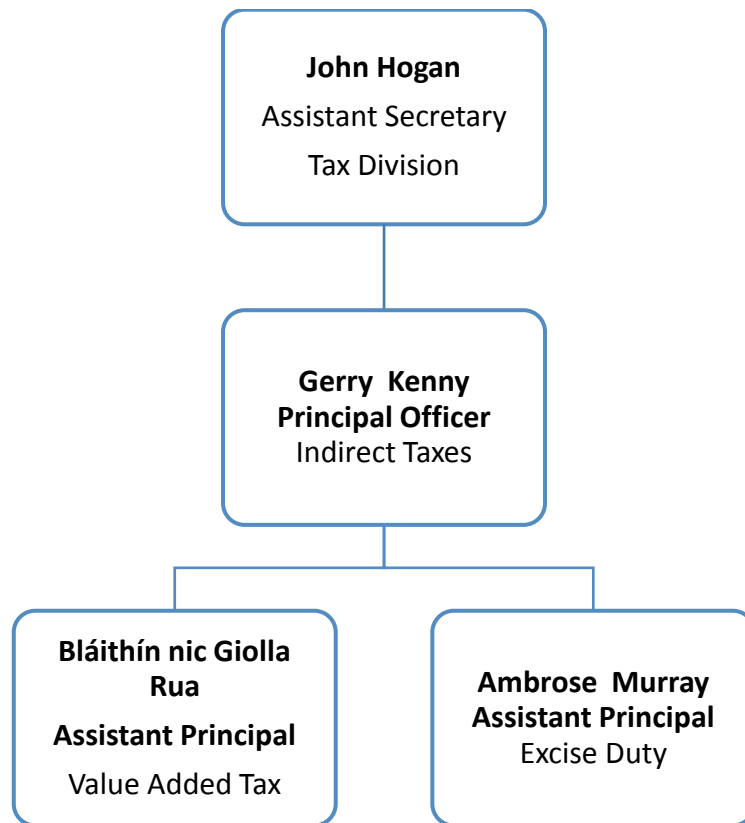 John Hogan
Assistant Secretary
Tax Division
Gerry  Kenny
Principal Officer
Indirect Taxes
Bláithín nic Giolla
Rua
Assistant Principal
Value Added Tax
Ambrose  Murray
Assistant Principal
Excise Duty